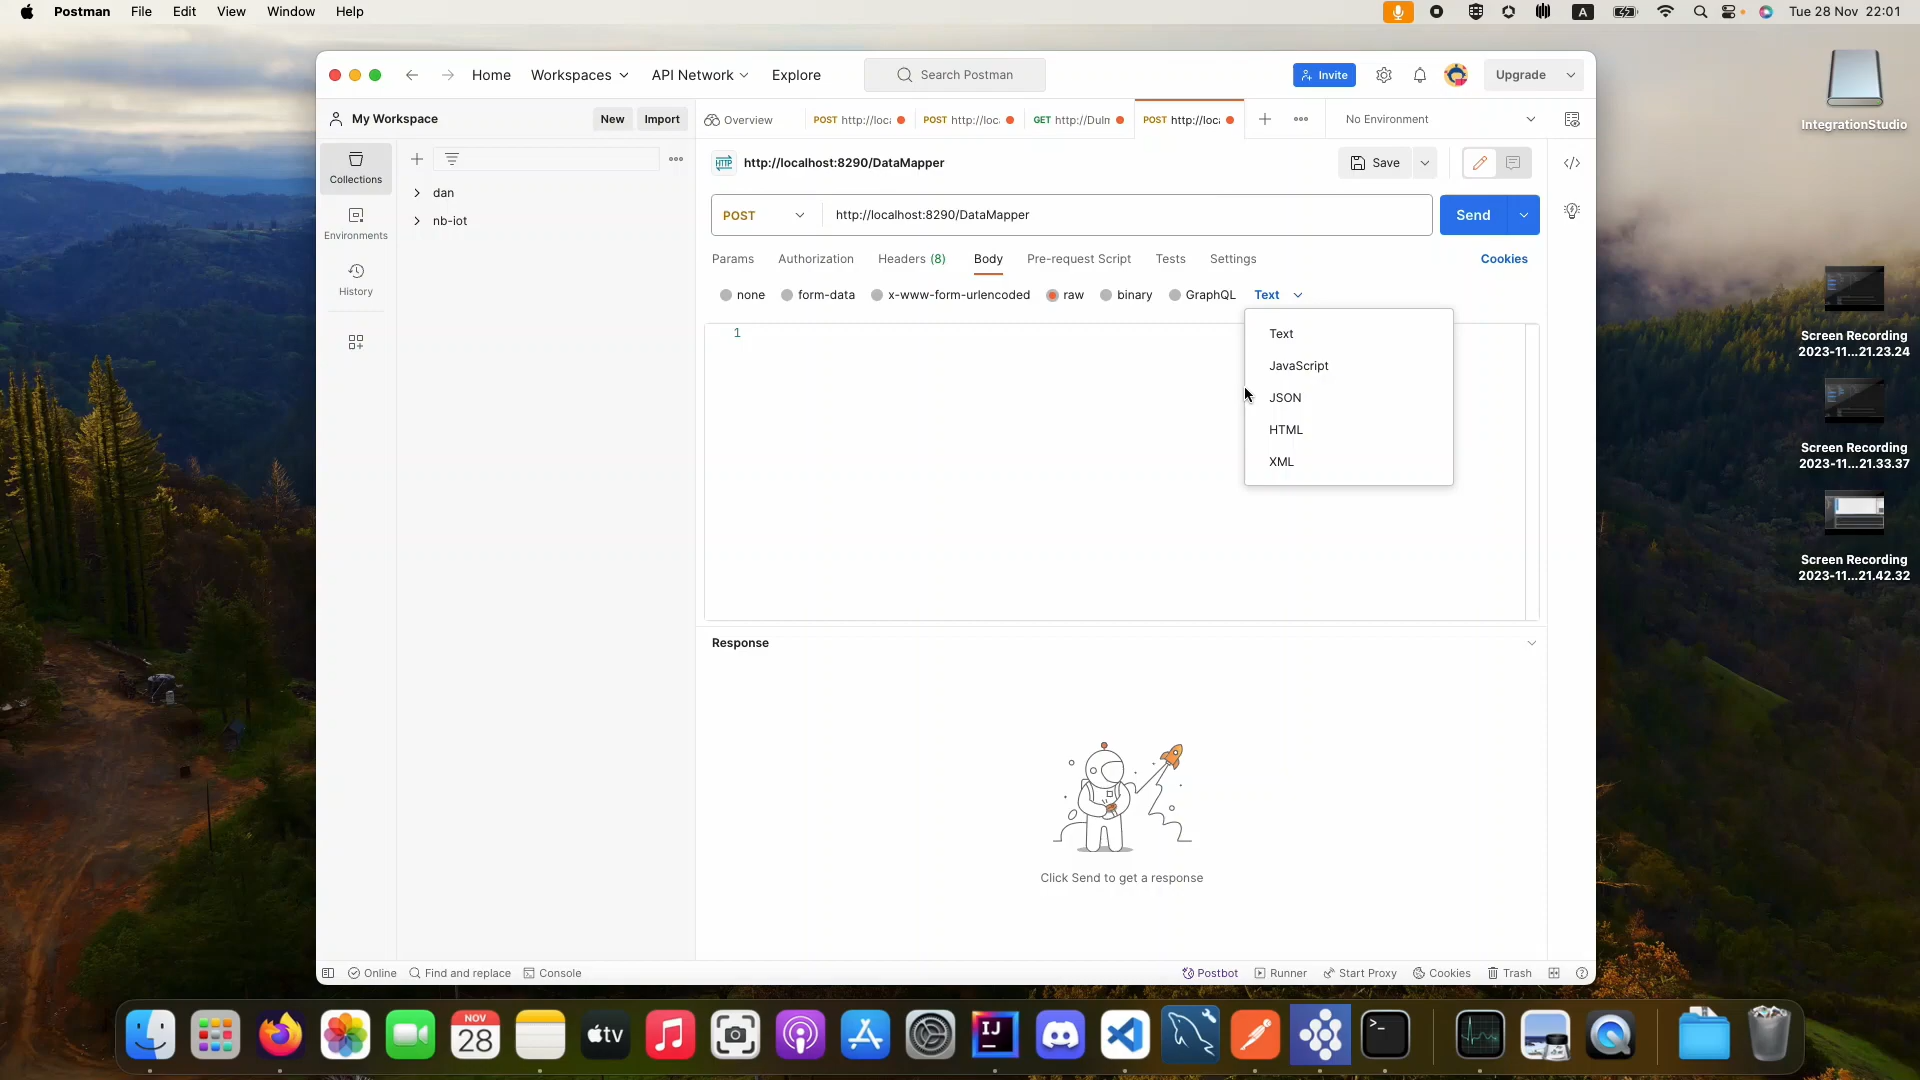 Postman File Edit View Window Help
A
Tue 28 Nov 22:01
Home Workspaces API Network Explore
Search Postman
Invite
Upgrade
My Workspace
New
Import
Overview
POST http://loc
POST http://loc
GET http://Duln
POST http://loc
No Environment
Collections
Environments
History
dan
nb-iot
HTTP http://localhost:8290/DataMapper
Save
POST
http://localhost:8290/DataMapper
Send
Params Authorization Headers (8) Body Pre-request Script Tests Settings
Cookies
none form-data x-www-form-urlencoded raw binary GraphQL Text
Text
JavaScript
JSON
HTML
XML
1
Response
Click Send to get a response
Online Find and replace Console
Postbot Runner Start Proxy Cookies Trash
IntegrationStudio
Screen Recording
2023-11...21.23.24
Screen Recording
2023-11...21.33.37
Screen Recording
2023-11...21.42.32
NOV
28
tv
IJ